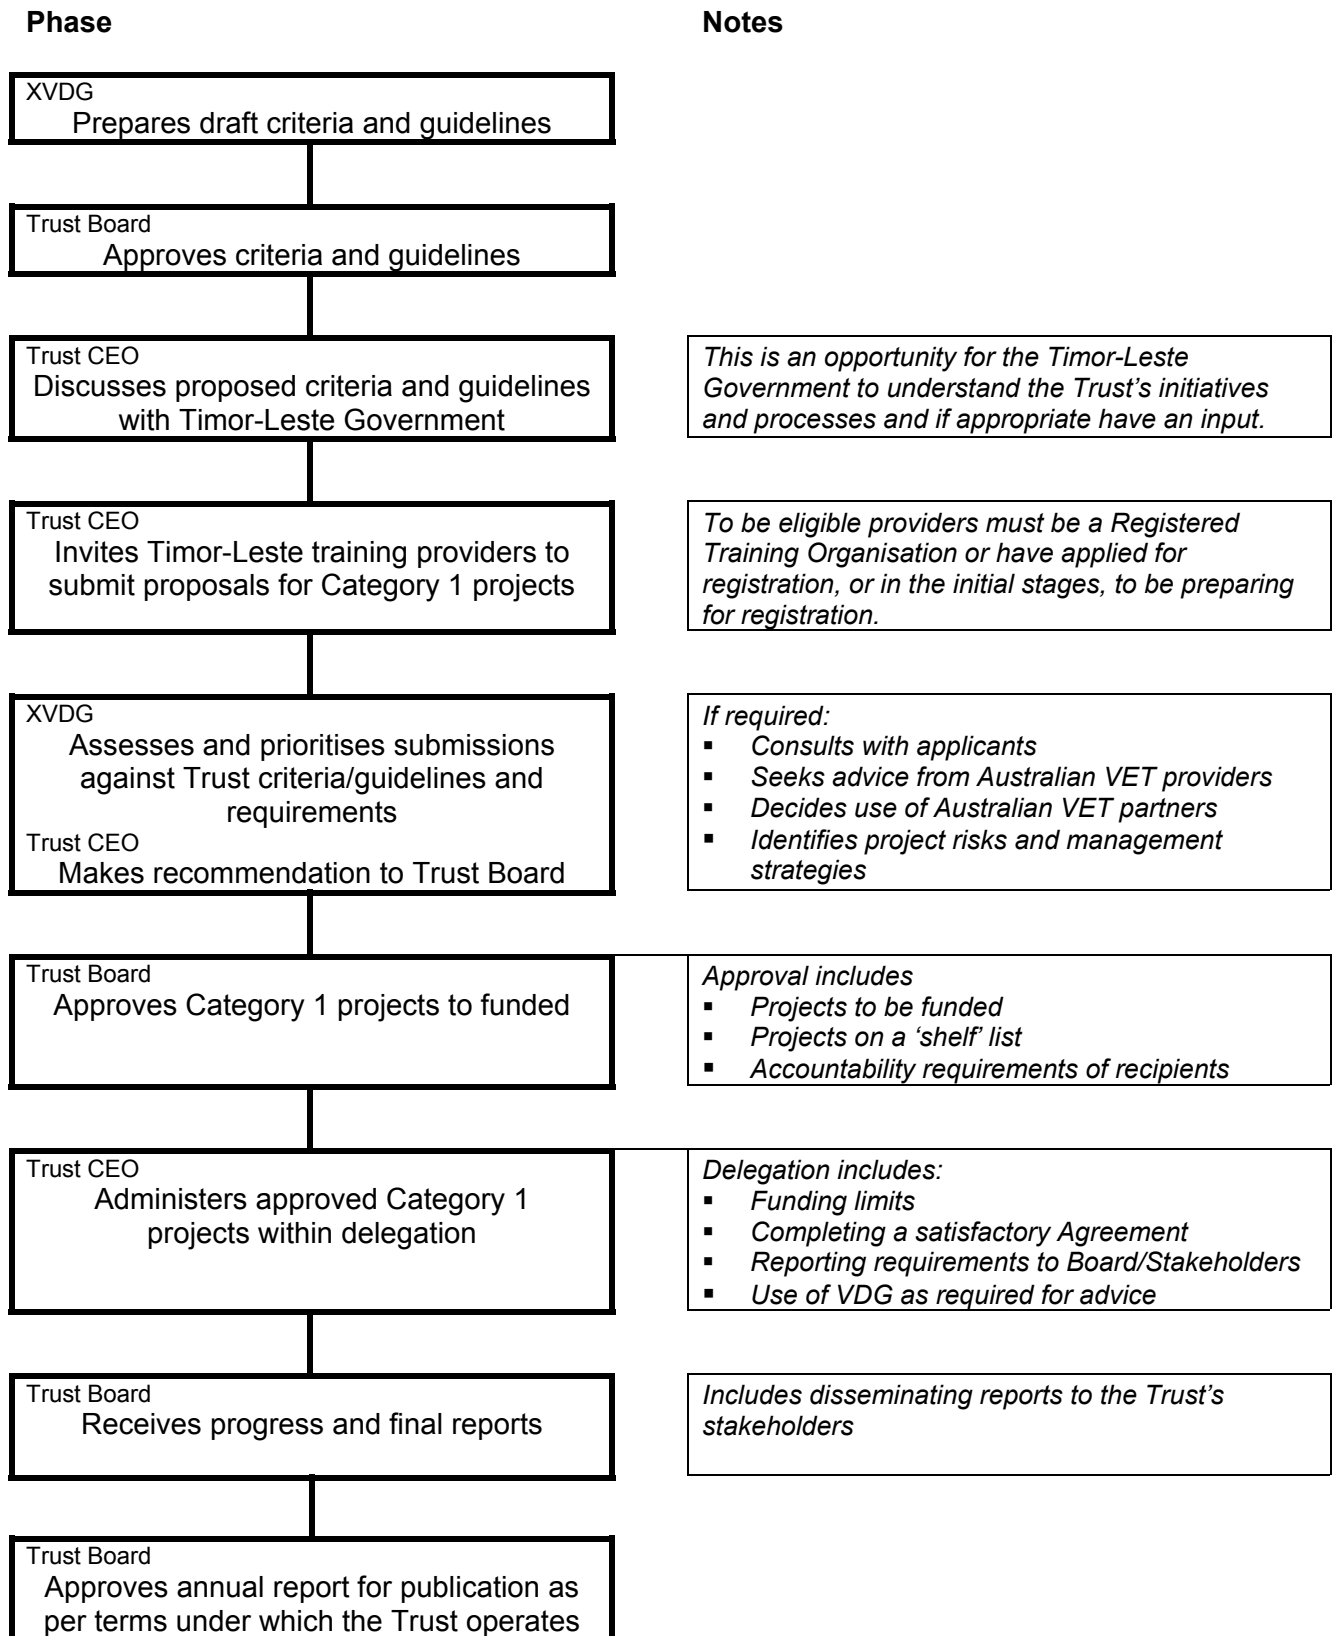 Phase
Notes
XVDG
Prepares draft criteria and guidelines
Trust Board
Approves criteria and guidelines
Trust CEO
Discusses proposed criteria and guidelines
with Timor-Leste Government
This is an opportunity for the Timor-Leste
Government to understand the Trust's initiatives
and processes and if appropriate have an input.
Trust CEO
Invites Timor-Leste training providers to
submit proposals for Category 1 projects
To be eligible providers must be a Registered
Training Organisation or have applied for
registration, or in the initial stages, to be preparing
for registration.
XVDG
Assesses and prioritises submissions
against Trust criteria/guidelines and
requirements
Trust CEO
Makes recommendation to Trust Board
If required:
▪ Consults with applicants
▪ Seeks advice from Australian VET providers
▪ Decides use of Australian VET partners
▪ Identifies project risks and management
strategies
Trust Board
Approves Category 1 projects to funded
Approval includes
▪ Projects to be funded
▪ Projects on a ‘shelf’ list
▪ Accountability requirements of recipients
Trust CEO
Administers approved Category 1
projects within delegation
Delegation includes:
▪ Funding limits
▪ Completing a satisfactory Agreement
▪ Reporting requirements to Board/Stakeholders
▪ Use of VDG as required for advice
Trust Board
Receives progress and final reports
Includes disseminating reports to the Trust's
stakeholders
Trust Board
Approves annual report for publication as
per terms under which the Trust operates